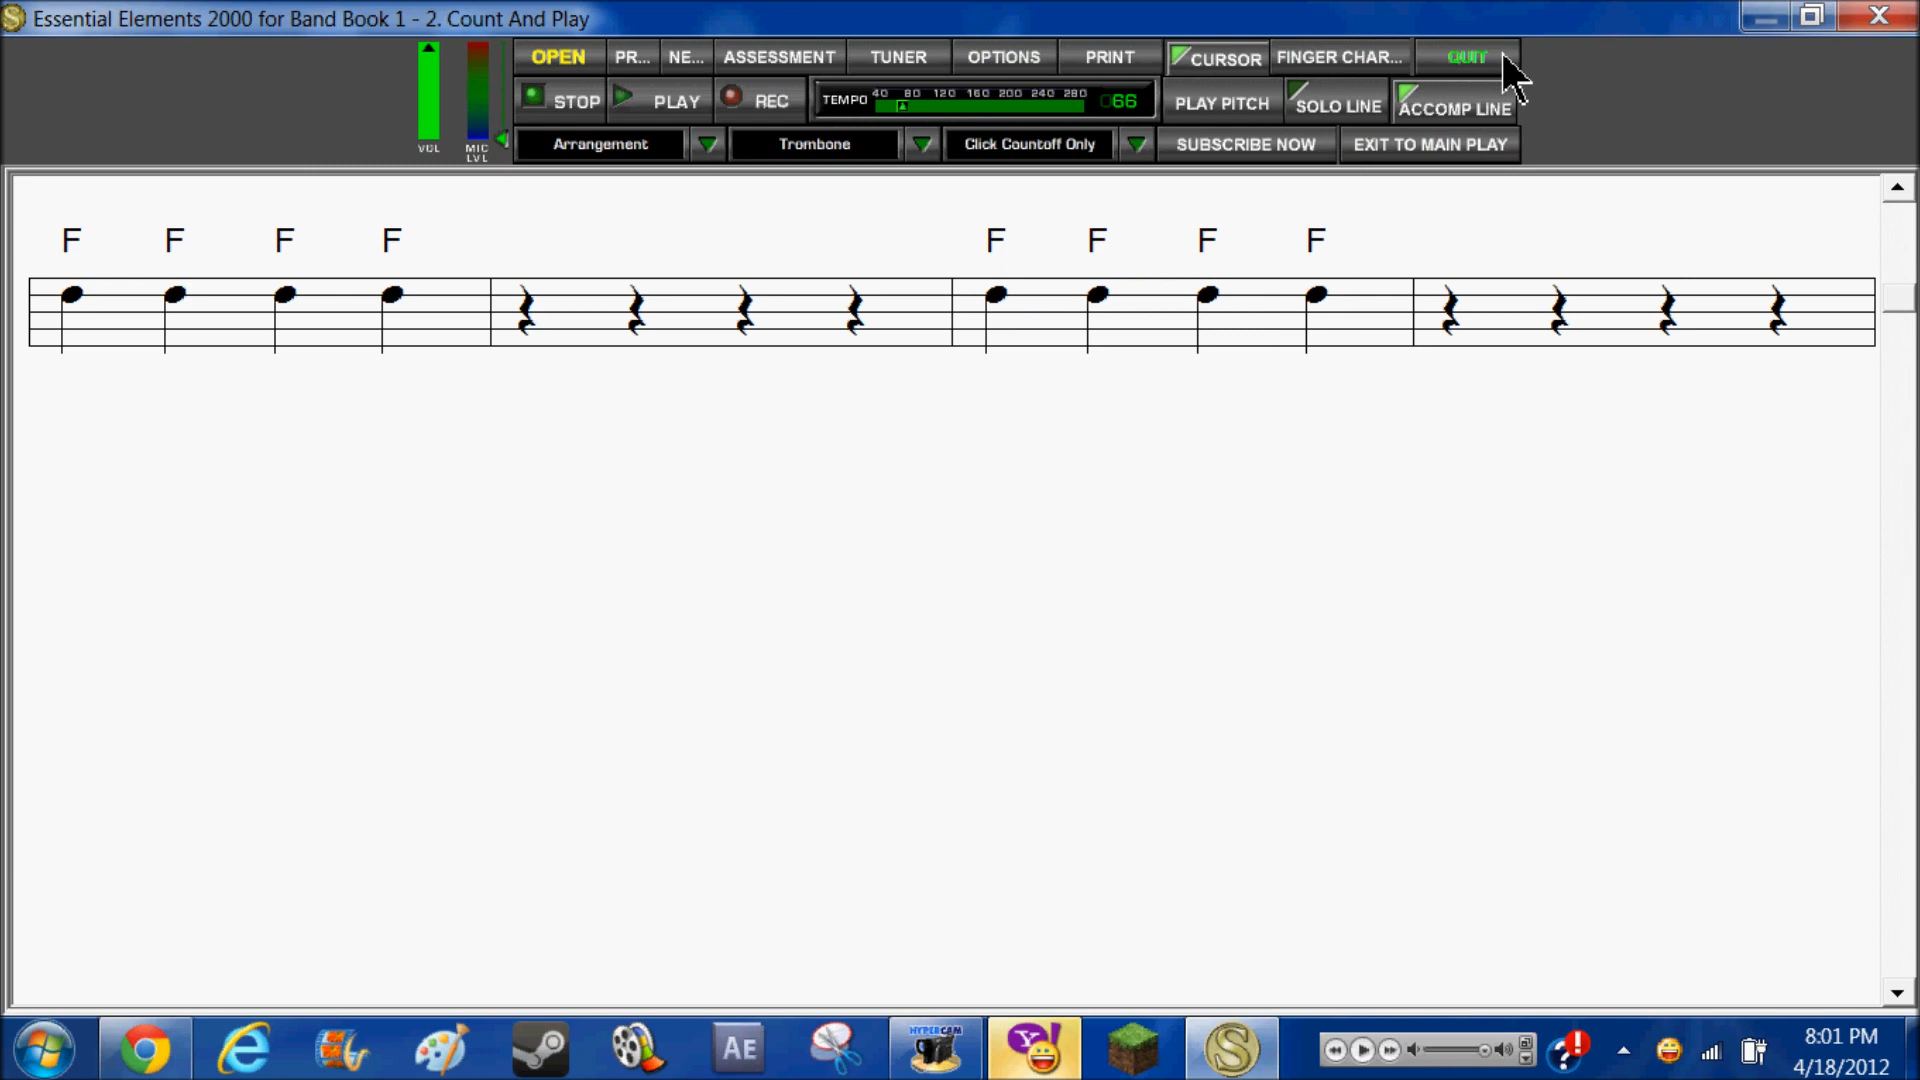 Essential Elements 2000 for Band Book 1 - 2. Count And Play
OPEN PR... NE... ASSESSMENT TUNER OPTIONS PRINT CURSOR FINGER CHAR... QUIT
STOP PLAY REC TEMPO 40 80 120 160 200 240 280 066 PLAY PITCH SOLO LINE ACCOMP LINE
VOL MIC LVL Arrangement Trombone Click Countoff Only SUBSCRIBE NOW EXIT TO MAIN PLAY
F F F F F F F F
AE HYPERCAM Y! S 8:01 PM
4/18/2012